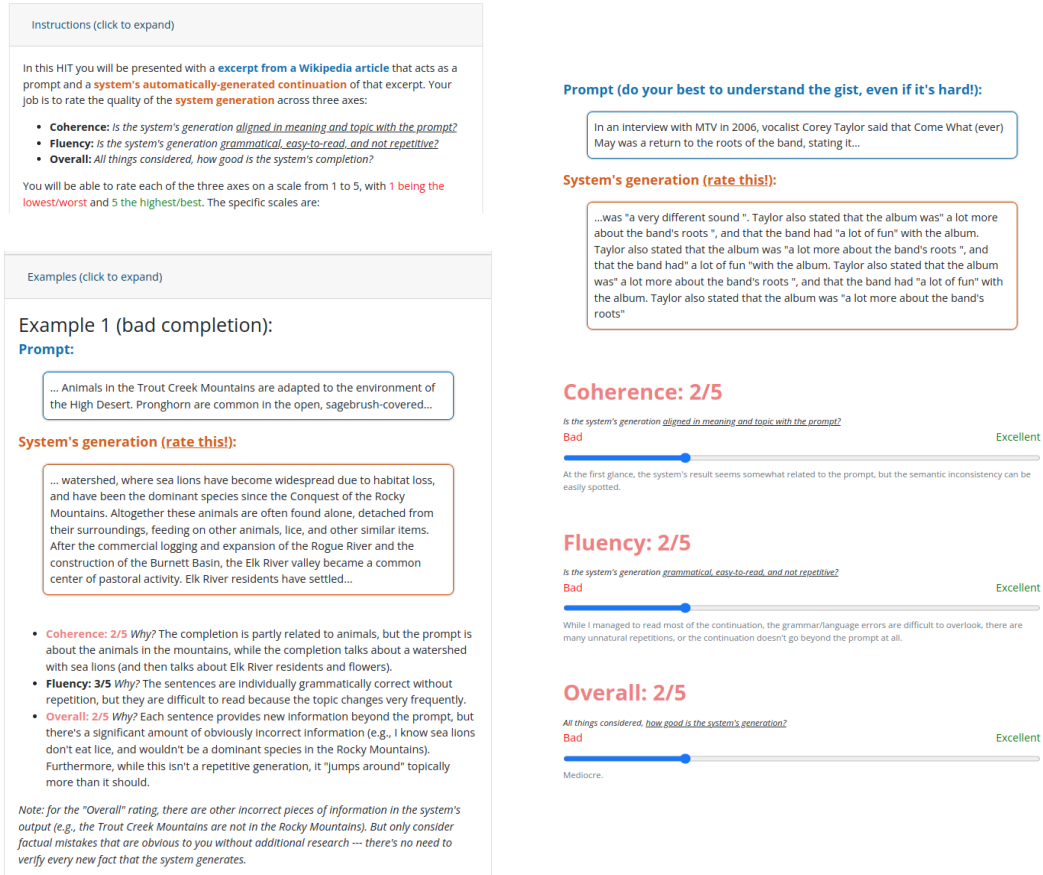 Instructions (click to expand)
In this HIT you will be presented with a excerpt from a Wikipedia article that acts as a
prompt and a system's automatically-generated continuation of that excerpt. Your
job is to rate the quality of the system generation across three axes:
• Coherence: Is the system's generation aligned in meaning and topic with the prompt?
• Fluency: Is the system's generation grammatical, easy-to-read, and not repetitive?
• Overall: All things considered, how good is the system's completion?
You will be able to rate each of the three axes on a scale from 1 to 5, with 1 being the
lowest/worst and 5 the highest/best. The specific scales are:
Examples (click to expand)
Example 1 (bad completion):
Prompt:
... Animals in the Trout Creek Mountains are adapted to the environment of
the High Desert. Pronghorn are common in the open, sagebrush-covered...
System's generation (rate this!):
... watershed, where sea lions have become widespread due to habitat loss,
and have been the dominant species since the Conquest of the Rocky
Mountains. Altogether these animals are often found alone, detached from
their surroundings, feeding on other animals, lice, and other similar items.
After the commercial logging and expansion of the Rogue River and the
construction of the Burnett Basin, the Elk River valley became a common
center of pastoral activity. Elk River residents have settled...
• Coherence: 2/5 Why? The completion is partly related to animals, but the prompt is
about the animals in the mountains, while the completion talks about a watershed
with sea lions (and then talks about Elk River residents and flowers).
• Fluency: 3/5 Why? The sentences are individually grammatically correct without
repetition, but they are difficult to read because the topic changes very frequently.
• Overall: 2/5 Why? Each sentence provides new information beyond the prompt, but
there's a significant amount of obviously incorrect information (e.g., I know sea lions
don't eat lice, and wouldn't be a dominant species in the Rocky Mountains).
Furthermore, while this isn't a repetitive generation, it "jumps around" topically
more than it should.
Note: for the "Overall" rating, there are other incorrect pieces of information in the system's
output (e.g., the Trout Creek Mountains are not in the Rocky Mountains). But only consider
factual mistakes that are obvious to you without additional research --- there's no need to
verify every new fact that the system generates.
Prompt (do your best to understand the gist, even if it's hard!):
In an interview with MTV in 2006, vocalist Corey Taylor said that Come What (ever)
May was a return to the roots of the band, stating it...
System's generation (rate this!):
...was "a very different sound ". Taylor also stated that the album was" a lot more
about the band's roots ", and that the band had "a lot of fun" with the album.
Taylor also stated that the album was "a lot more about the band's roots ", and
that the band had" a lot of fun "with the album. Taylor also stated that the album
was" a lot more about the band's roots ", and that the band had "a lot of fun" with
the album. Taylor also stated that the album was "a lot more about the band's
roots"
Coherence: 2/5
Is the system's generation aligned in meaning and topic with the prompt?
Bad Excellent
At the first glance, the system's result seems somewhat related to the prompt, but the semantic inconsistency can be
easily spotted.
Fluency: 2/5
Is the system's generation grammatical, easy-to-read, and not repetitive?
Bad Excellent
While I managed to read most of the continuation, the grammar/language errors are difficult to overlook, there are
many unnatural repetitions, or the continuation doesn't go beyond the prompt at all.
Overall: 2/5
All things considered, how good is the system's generation?
Bad Excellent
Mediocre.